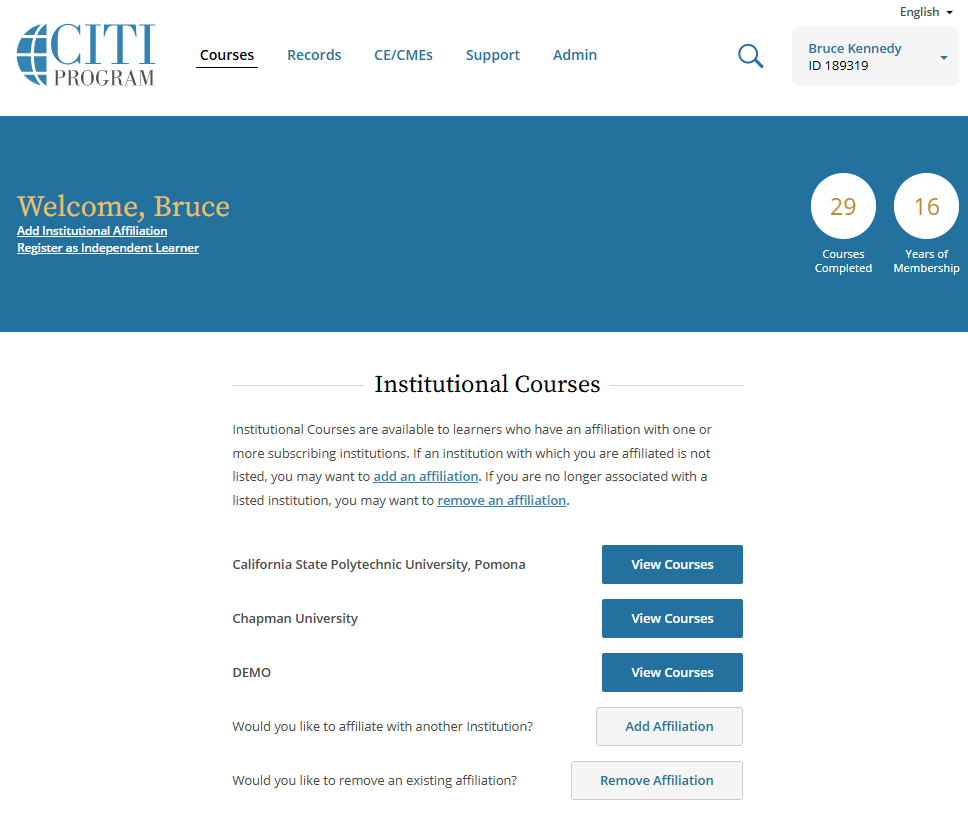 English
CITI
PROGRAM
Courses
Records
CE/CMEs
Support
Admin
Bruce Kennedy
ID 189319
Welcome, Bruce
Add Institutional Affiliation
Register as Independent Learner
29
Courses
Completed
16
Years of
Membership
Institutional Courses
Institutional Courses are available to learners who have an affiliation with one or
more subscribing institutions. If an institution with which you are affiliated is not
listed, you may want to add an affiliation. If you are no longer associated with a
listed institution, you may want to remove an affiliation.
California State Polytechnic University, Pomona
View Courses
Chapman University
View Courses
DEMO
View Courses
Would you like to affiliate with another Institution?
Add Affiliation
Would you like to remove an existing affiliation?
Remove Affiliation